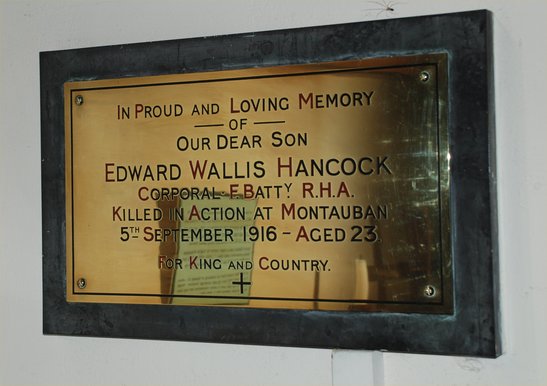 IN PROUD AND LOVING MEMORY
— OF —
OUR DEAR SON
EDWARD WALLIS HANCOCK
CORPORAL F. BATTY. R.H.A.
KILLED IN ACTION AT MONTAUBAN
5TH SEPTEMBER 1916 – AGED 23.
FOR KING AND COUNTRY.